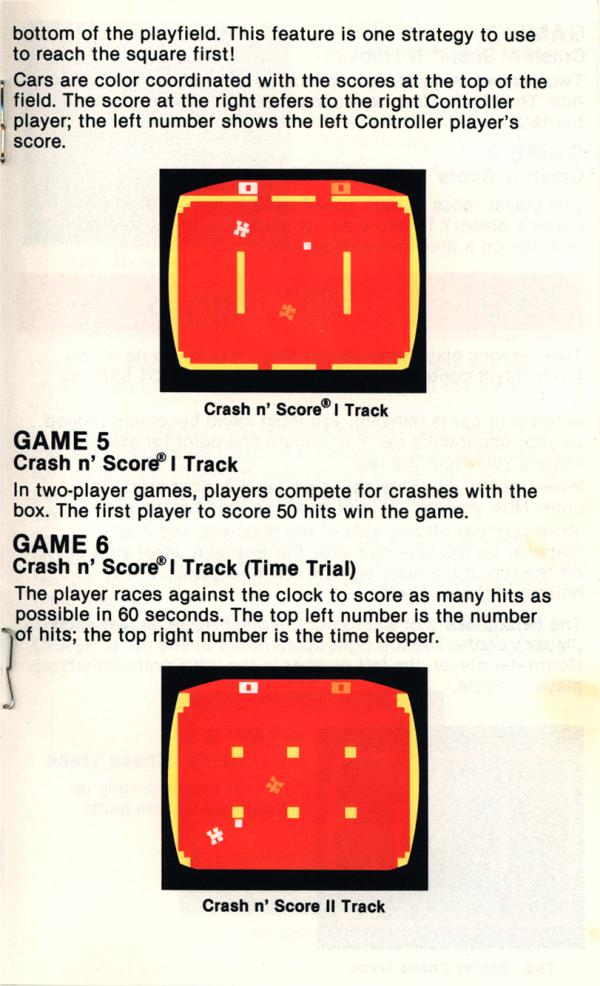 bottom of the playfield. This feature is one strategy to use
to reach the square first!
Cars are color coordinated with the scores at the top of the
field. The score at the right refers to the right Controller
player; the left number shows the left Controller player's
score.
0 0
Crash n' Score® I Track
GAME 5
Crash n' Score® I Track
In two-player games, players compete for crashes with the
box. The first player to score 50 hits win the game.
GAME 6
Crash n' Score® I Track (Time Trial)
The player races against the clock to score as many hits as
possible in 60 seconds. The top left number is the number
of hits; the top right number is the time keeper.
0 0
Crash n' Score II Track